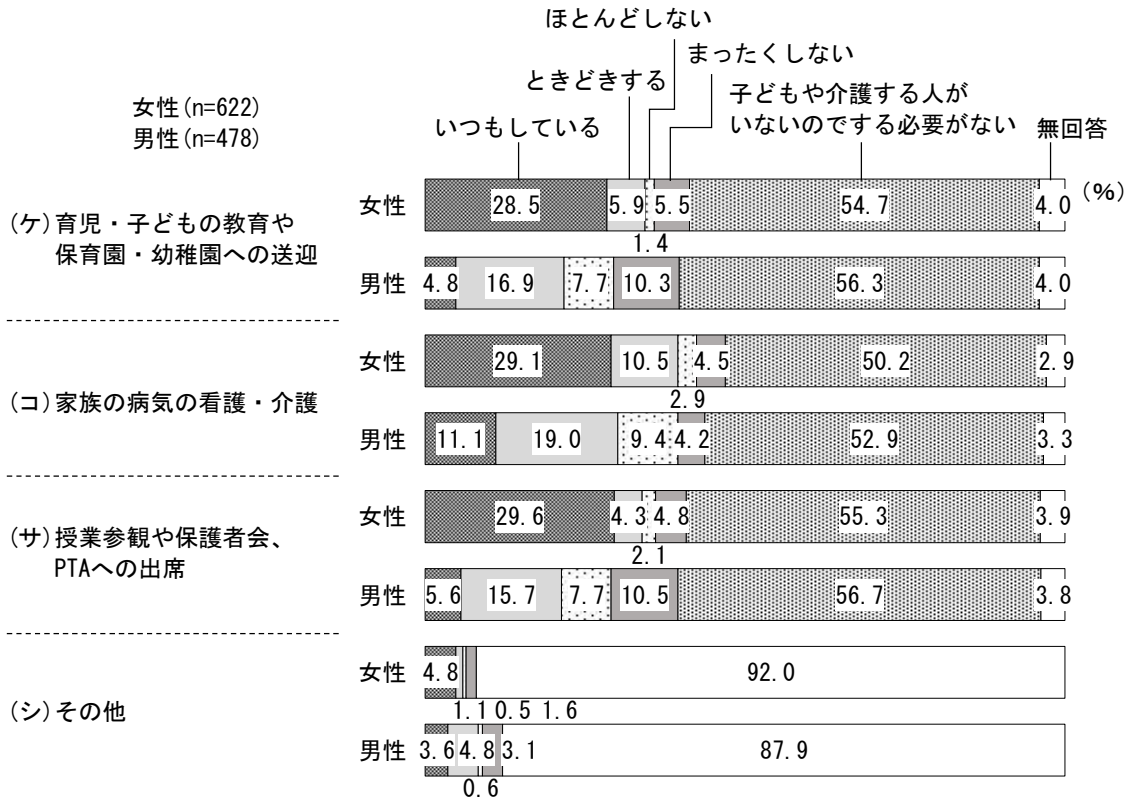 ほとんどしない
まったくしない
ときどきする
子どもや介護する人が
いないのでする必要がない
女性(n=622)
男性(n=478)
いつもしている
無回答
(%)
(ケ)育児・子どもの教育や
保育園・幼稚園への送迎
女性
28.5
5.9
5.5
54.7
4.0
1.4
男性
4.8
16.9
7.7
10.3
56.3
4.0
(コ)家族の病気の看護・介護
女性
29.1
10.5
4.5
50.2
2.9
2.9
男性
11.1
19.0
9.4
4.2
52.9
3.3
(サ)授業参観や保護者会、
PTAへの出席
女性
29.6
4.3
4.8
55.3
3.9
2.1
男性
5.6
15.7
7.7
10.5
56.7
3.8
(シ)その他
女性
4.8
92.0
1.1 0.5 1.6
男性
3.6
4.8
3.1
87.9
0.6